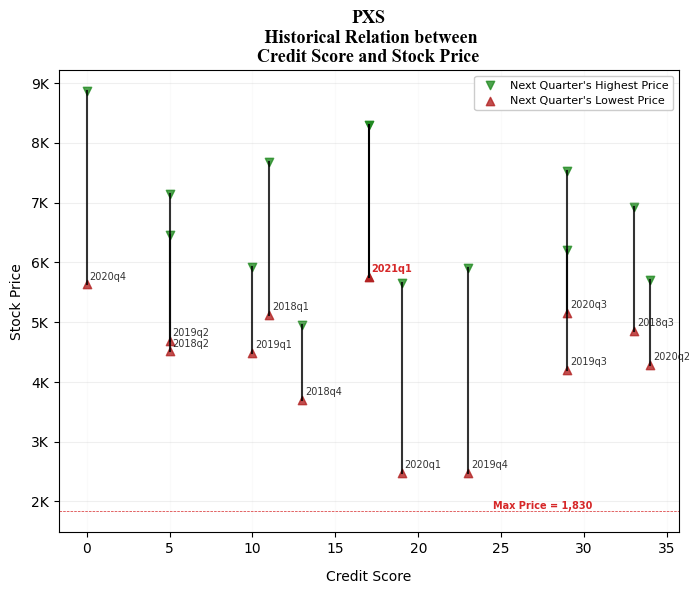 PXS
Historical Relation between
Credit Score and Stock Price
Next Quarter's Highest Price
Next Quarter's Lowest Price
9K
8K
7K
6K
5K
4K
3K
2K
Stock Price
2020q4
2019q2
2018q2
2019q1
2018q1
2018q4
2021q1
2020q1
2019q4
2020q3
2019q3
2018q3
2020q2
Max Price = 1,830
0
5
10
15
20
25
30
35
Credit Score